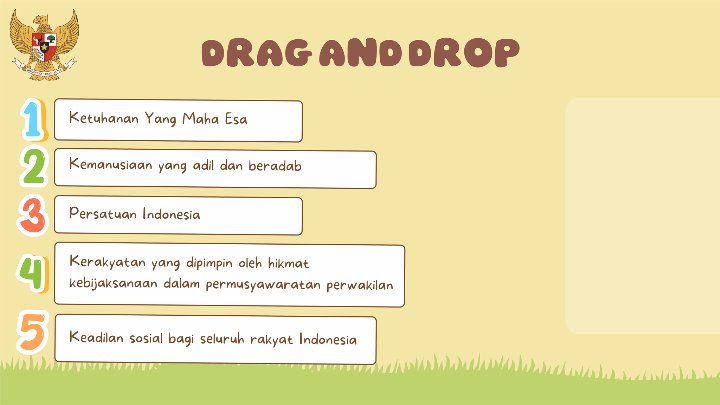 DRAG AND DROP
1
Ketuhanan Yang Maha Esa
2
Kemanusiaan yang adil dan beradab
3
Persatuan Indonesia
4
Kerakyatan yang dipimpin oleh hikmat
kebijaksanaan dalam permusyawaratan perwakilan
5
Keadilan sosial bagi seluruh rakyat Indonesia